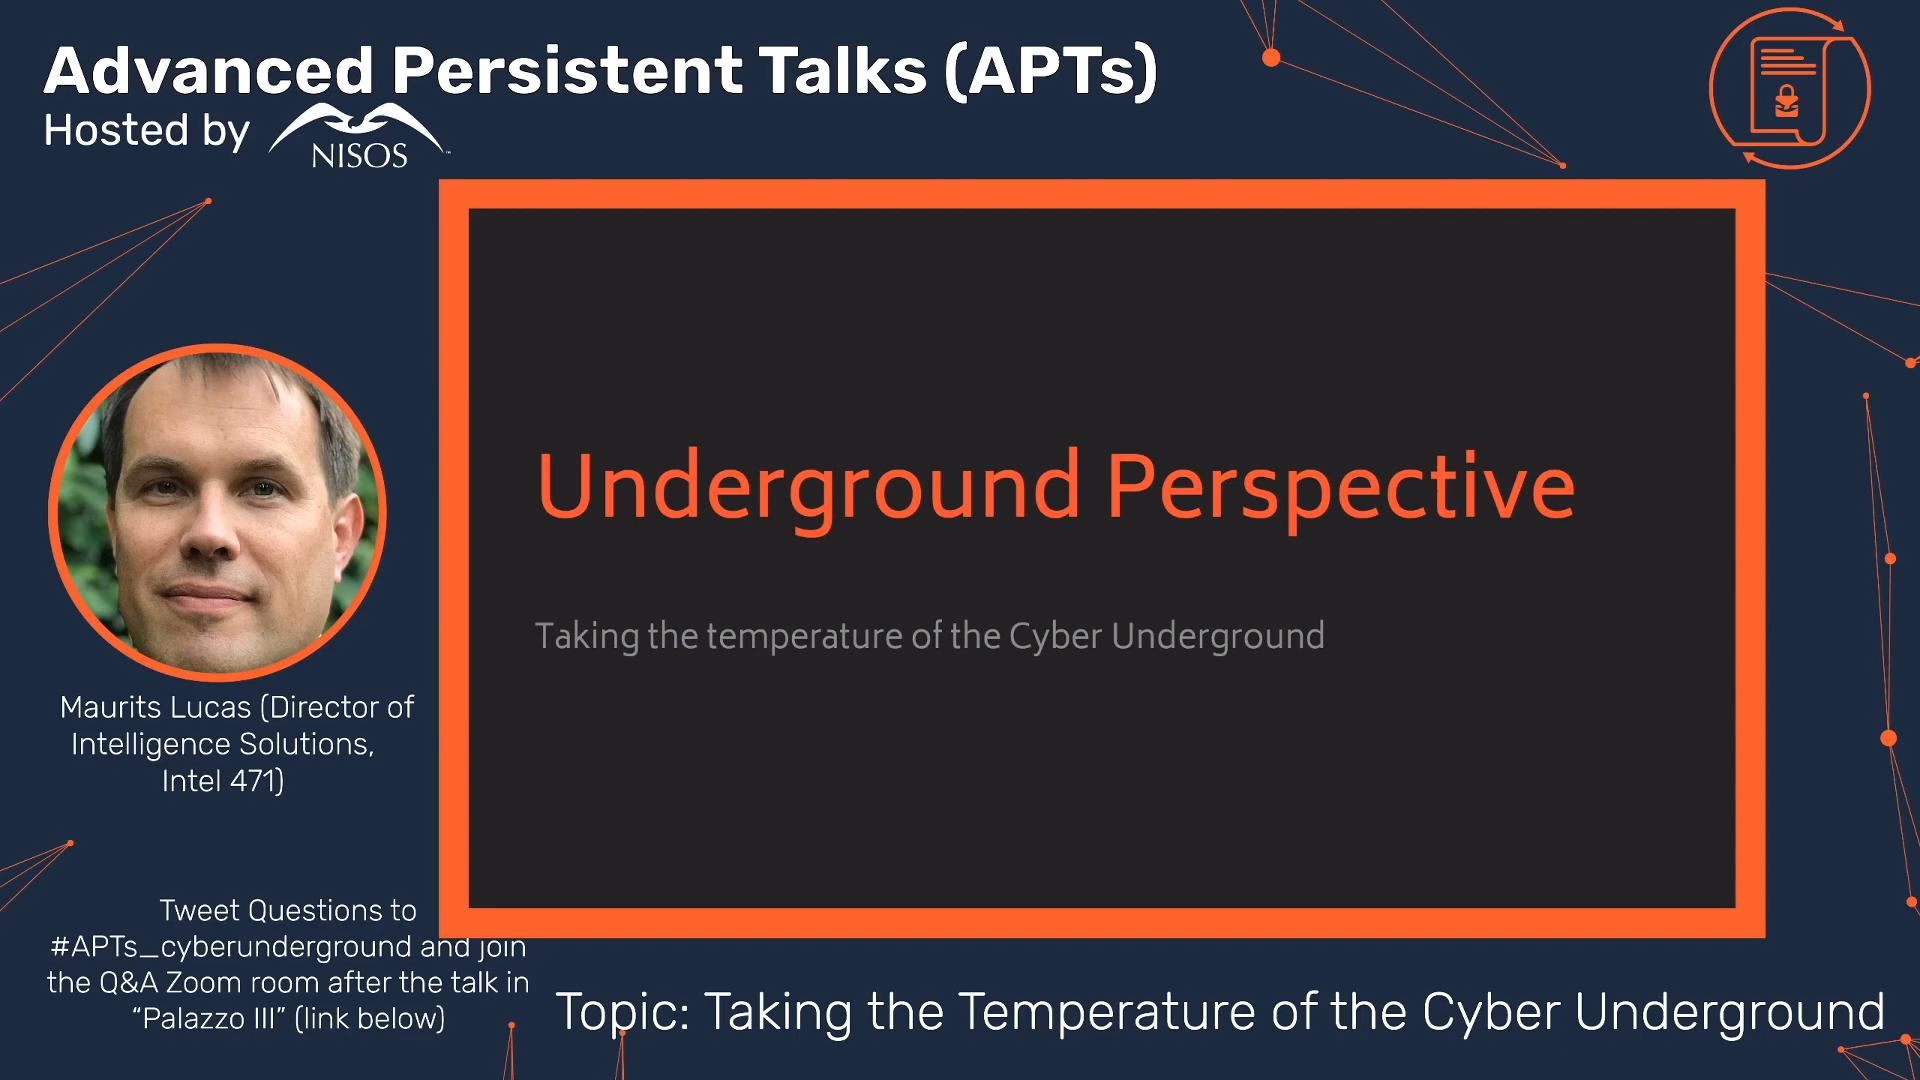 Advanced Persistent Talks (APTs)
Hosted by
NISOS
Underground Perspective
Taking the temperature of the Cyber Underground
Maurits Lucas (Director of
Intelligence Solutions,
Intel 471)
Tweet Questions to
#APTs_cyberunderground and join
the Q&A Zoom room after the talk in
“Palazzo III” (link below)
Topic: Taking the Temperature of the Cyber Underground